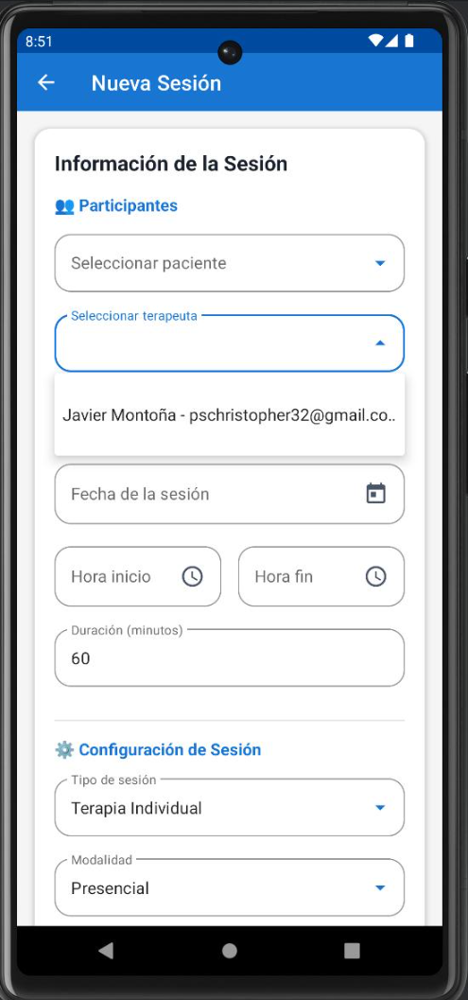 8:51
Nueva Sesión
Información de la Sesión
👥 Participantes
Seleccionar paciente
Seleccionar terapeuta
Javier Montoña - pschristopher32@gmail.co..
Fecha de la sesión
Hora inicio
Hora fin
Duración (minutos)
60
⚙️ Configuración de Sesión
Tipo de sesión
Terapia Individual
Modalidad
Presencial